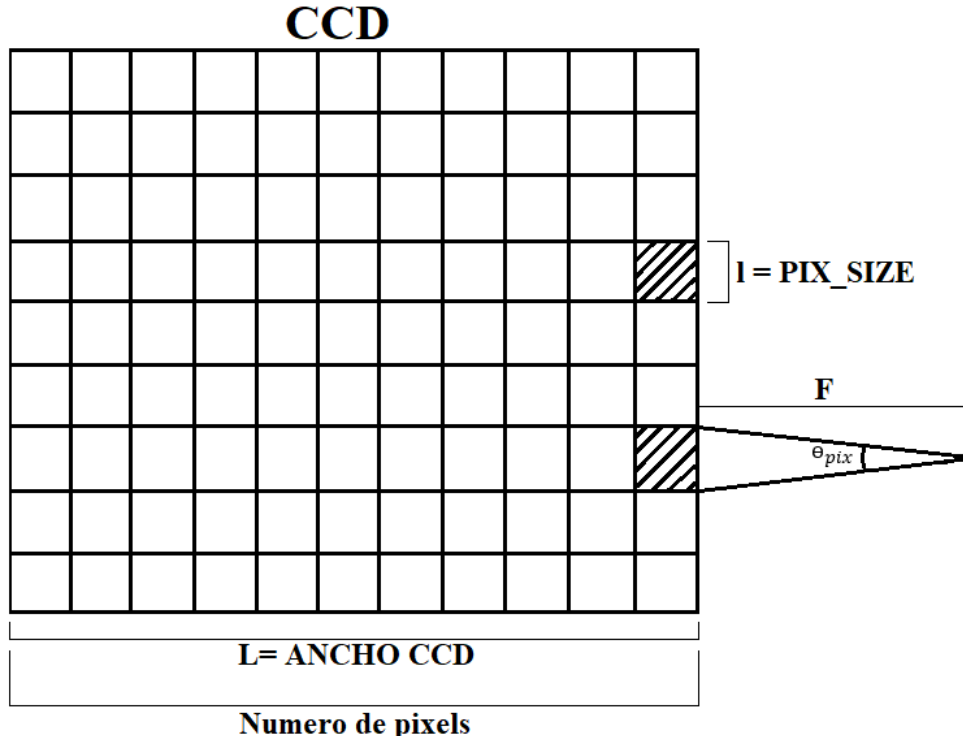 CCD
l = PIX_SIZE
F
Θpix
L= ANCHO CCD
Numero de pixels